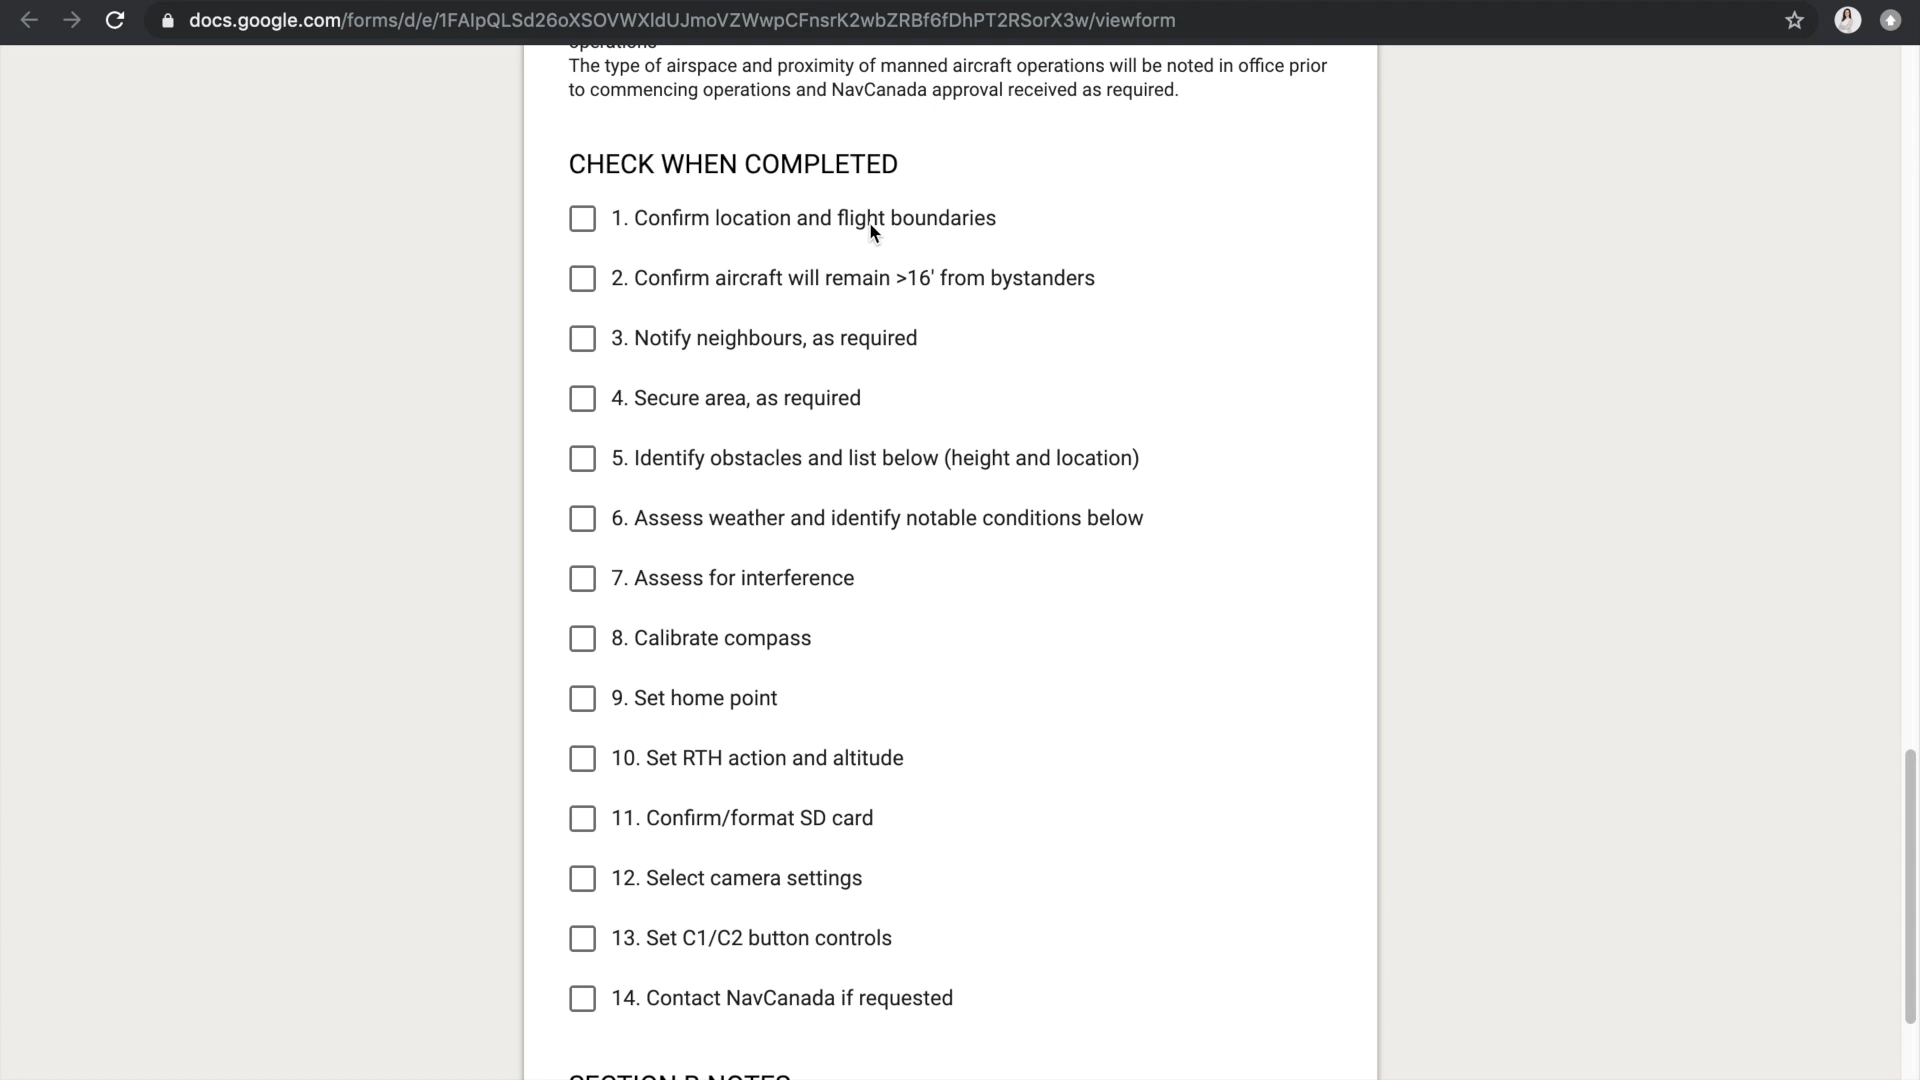 docs.google.com/forms/d/e/1FAIpQLSd26oXSOVWXldUJmoVZWwpCFnsrK2wbZRBf6fDhPT2RSorX3w/viewform
operations
The type of airspace and proximity of manned aircraft operations will be noted in office prior
to commencing operations and NavCanada approval received as required.
CHECK WHEN COMPLETED
1. Confirm location and flight boundaries
2. Confirm aircraft will remain >16' from bystanders
3. Notify neighbours, as required
4. Secure area, as required
5. Identify obstacles and list below (height and location)
6. Assess weather and identify notable conditions below
7. Assess for interference
8. Calibrate compass
9. Set home point
10. Set RTH action and altitude
11. Confirm/format SD card
12. Select camera settings
13. Set C1/C2 button controls
14. Contact NavCanada if requested
SECTION B NOTES